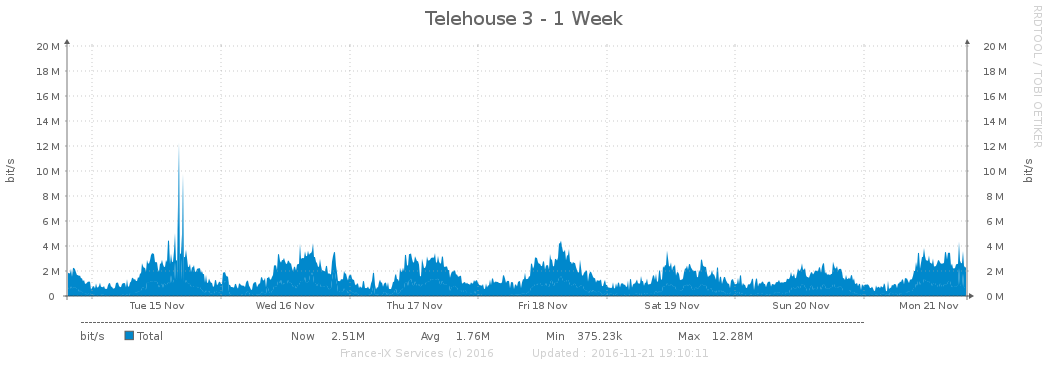 Telehouse 3 - 1 Week
RRDTOOL / TOBI OETIKER
bit/s
bit/s
20 M 20 M
18 M 18 M
16 M 16 M
14 M 14 M
12 M 12 M
10 M 10 M
8 M 8 M
6 M 6 M
4 M 4 M
2 M 2 M
0 0 M
Tue 15 Nov Wed 16 Nov Thu 17 Nov Fri 18 Nov Sat 19 Nov Sun 20 Nov Mon 21 Nov
bit/s Total Now 2.51M Avg 1.76M Min 375.23k Max 12.28M
France-IX Services (c) 2016 Updated : 2016-11-21 19:10:11